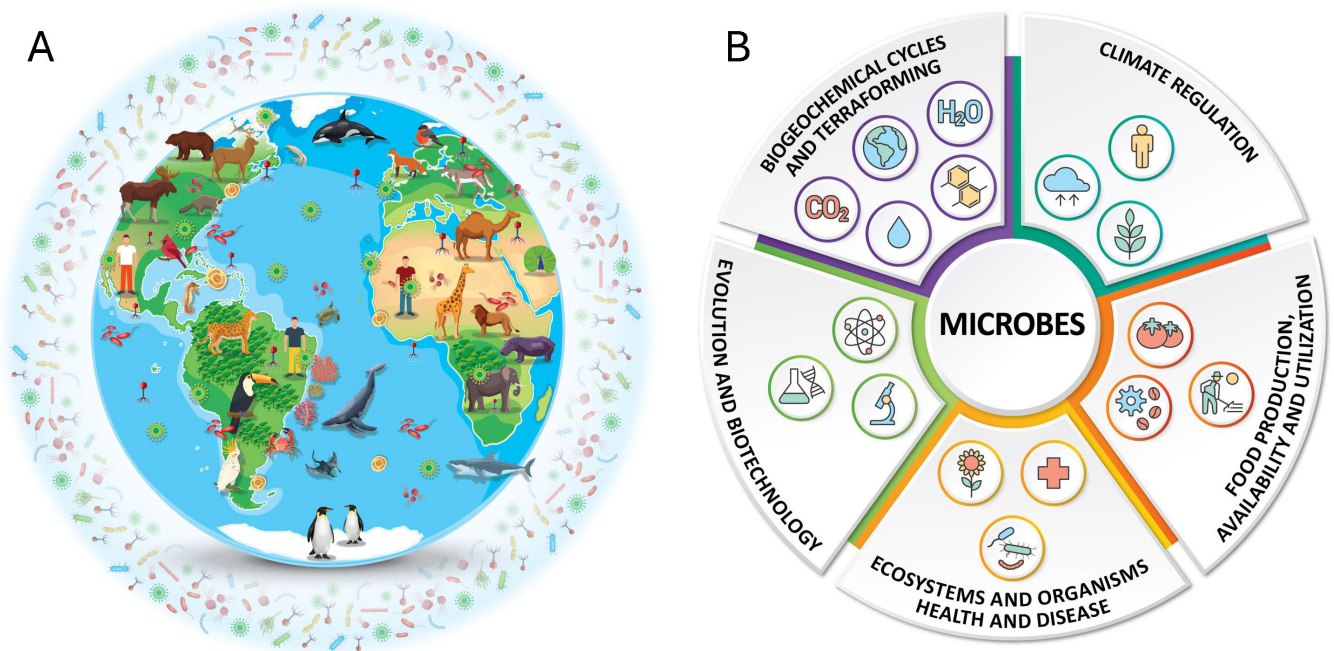 A
B
BIOGEOCHEMICAL CYCLES
AND TERRAFORMING
H₂O
CO₂
CLIMATE REGULATION
EVOLUTION AND BIOTECHNOLOGY
MICROBES
FOOD PRODUCTION,
AVAILABILITY AND UTILIZATION
ECOSYSTEMS AND ORGANISMS
HEALTH AND DISEASE